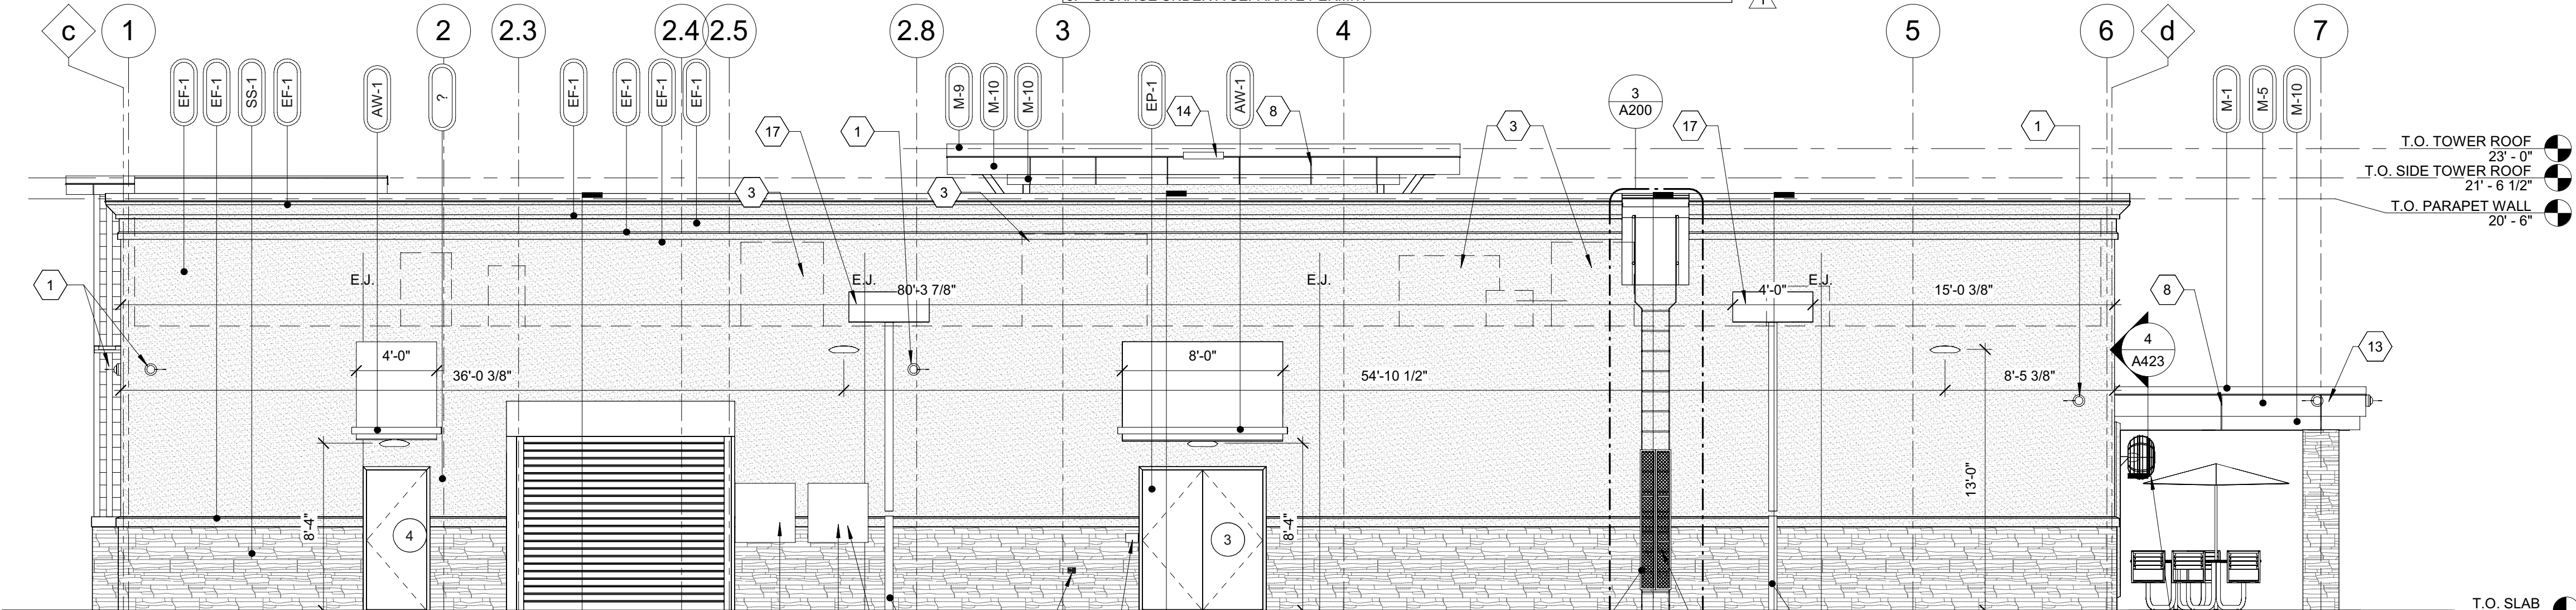 c
1
2
2.3
2.4
2.5
2.8
3
4
5
6
d
7
EF-1
EF-1
SS-1
EF-1
AW-1
?
EF-1
EF-1
EF-1
EF-1
M-9
M-10
M-10
EP-1
AW-1
M-1
M-5
M-10
17
1
14
8
3
3
A200
17
1
T.O. TOWER ROOF
23' - 0"
T.O. SIDE TOWER ROOF
21' - 6 1/2"
T.O. PARAPET WALL
20' - 6"
3
3
1
E.J.
E.J.
80'-3 7/8"
E.J.
4'-0"
E.J.
15'-0 3/8"
8
4'-0"
36'-0 3/8"
8'-0"
54'-10 1/2"
8'-5 3/8"
4
A423
13
8'-4"
4
8'-4"
3
13'-0"
T.O. SLAB